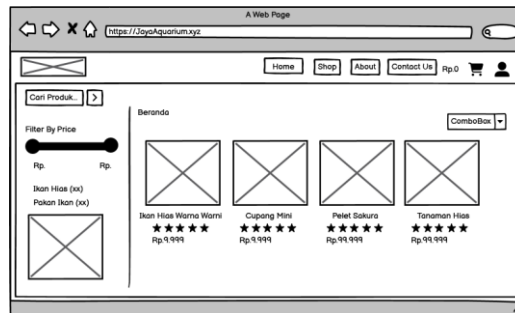 A Web Page
https://JayaAquarium.xyz
Home
Shop
About
Contact Us
Rp.0
Cari Produk..
Beranda
ComboBox
Filter By Price
Rp. Rp.
Ikan Hias (xx)
Pakan Ikan (xx)
Ikan Hias Warna Warni
Rp.9.999
Cupang Mini
Rp.9.999
Pelet Sakura
Rp.99.999
Tanaman Hias
Rp.99.999